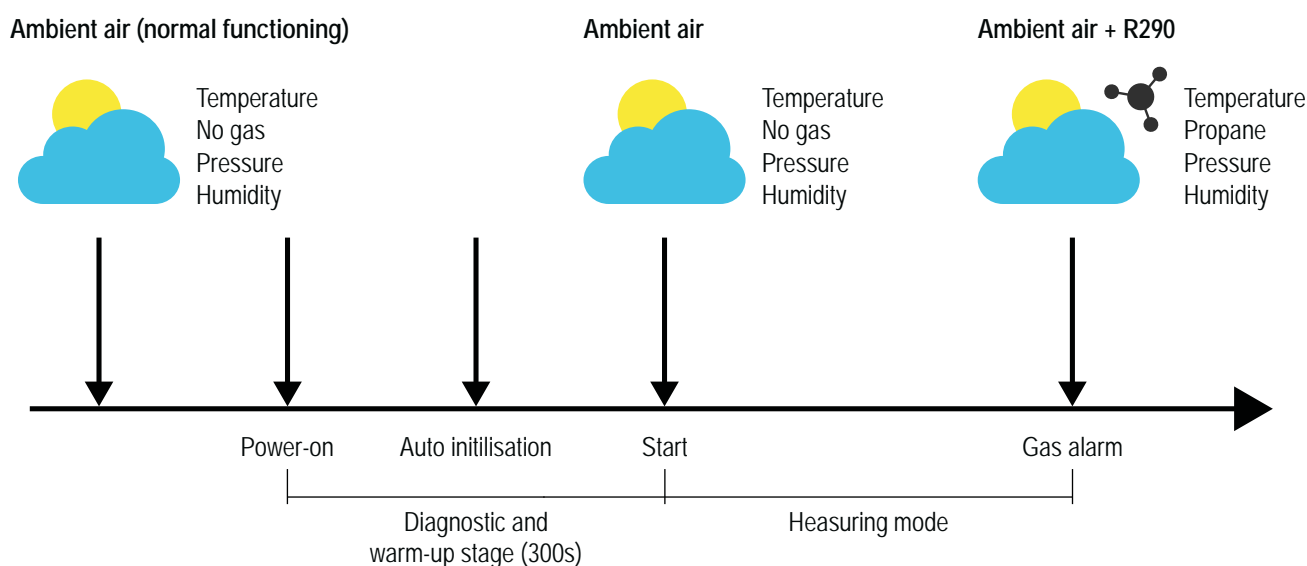 Ambient air (normal functioning)
Temperature
No gas
Pressure
Humidity
Ambient air
Temperature
No gas
Pressure
Humidity
Ambient air + R290
Temperature
Propane
Pressure
Humidity
Power-on
Auto initilisation
Start
Gas alarm
Diagnostic and
warm-up stage (300s)
Heasuring mode